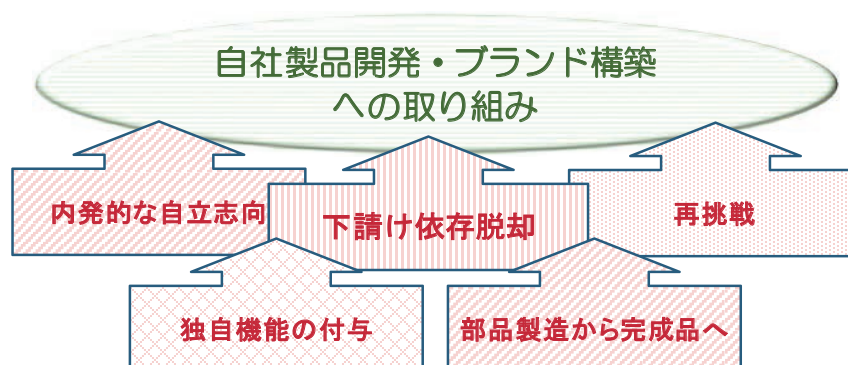 自社製品開発・ブランド構築
への取り組み
内発的な自立志向
下請け依存脱却
再挑戦
独自機能の付与
部品製造から完成品へ